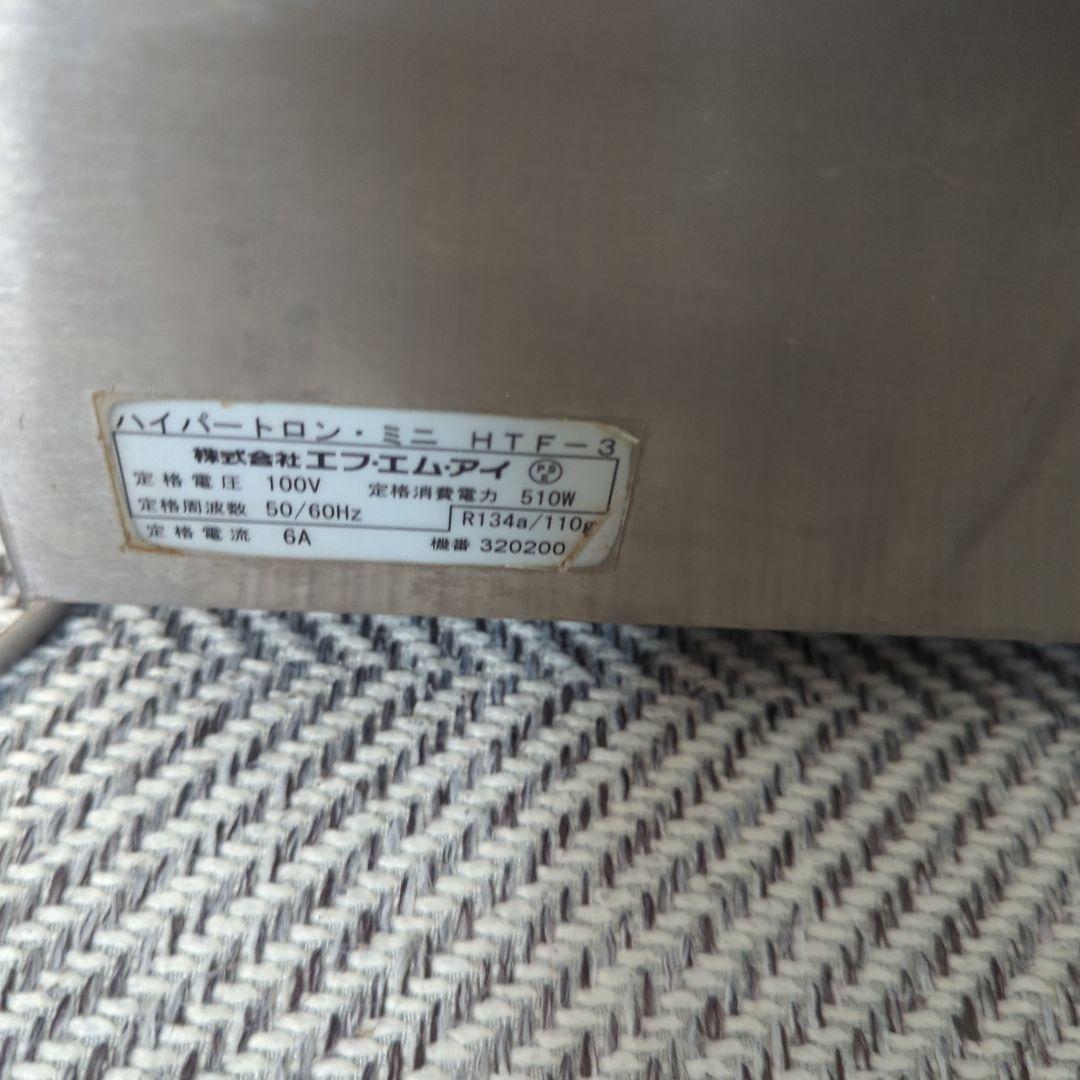 ハイパートロン・ミニ HTF-3
株式会社エフ・エム・アイ PSE
定格電圧 100V 定格消費電力 510W
定格周波数 50/60Hz R134a/110g
定格電流 6A 機番 320200